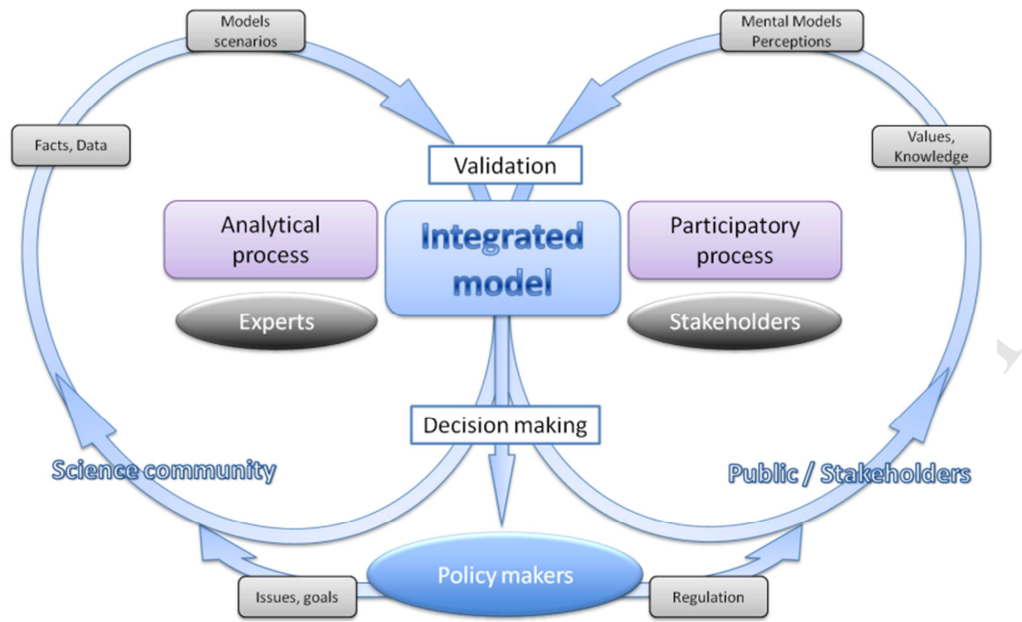 Models
scenarios
Mental Models
Perceptions
Facts, Data
Values,
Knowledge
Validation
Analytical
process
Integrated
model
Participatory
process
Experts
Stakeholders
Decision making
Science community
Public / Stakeholders
Policy makers
Issues, goals
Regulation